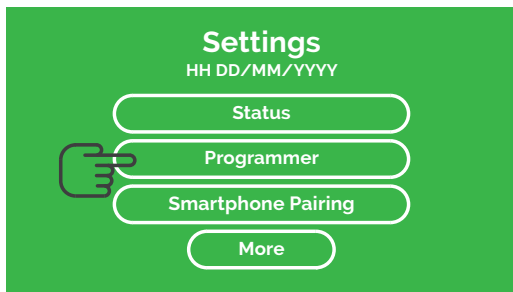 Settings
HH DD/MM/YYYY
Status
Programmer
Smartphone Pairing
More